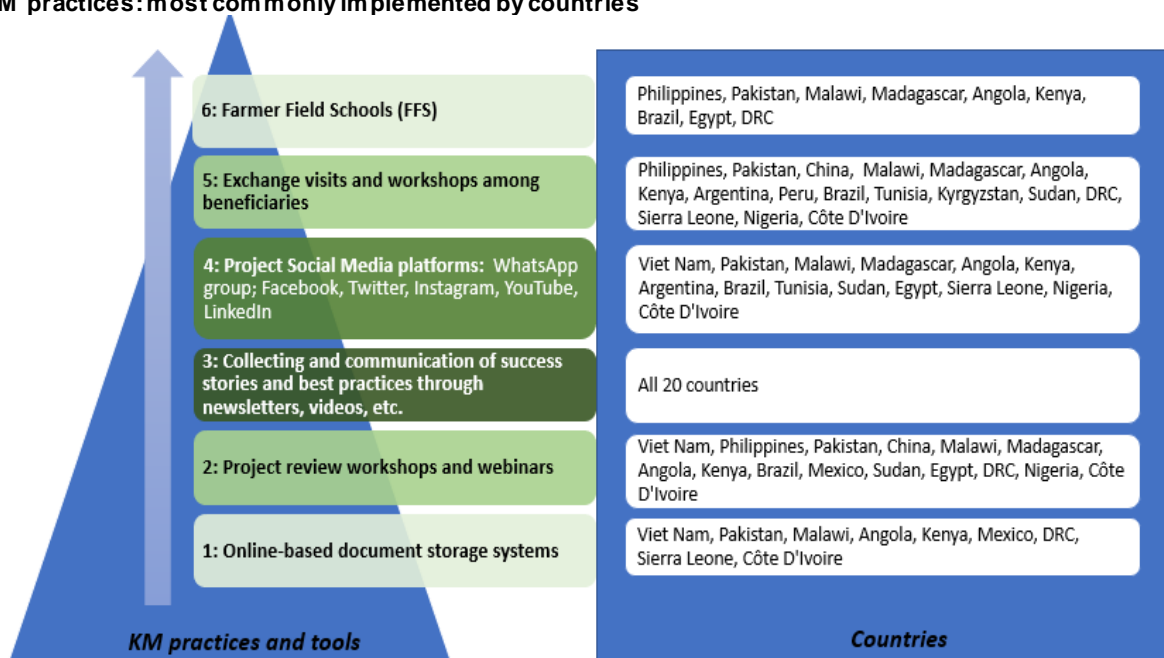 M practices: most commonly implemented by countries
6: Farmer Field Schools (FFS)
Philippines, Pakistan, Malawi, Madagascar, Angola, Kenya,
Brazil, Egypt, DRC
5: Exchange visits and workshops among
beneficiaries
Philippines, Pakistan, China, Malawi, Madagascar, Angola,
Kenya, Argentina, Peru, Brazil, Tunisia, Kyrgyzstan, Sudan, DRC,
Sierra Leone, Nigeria, Côte D'Ivoire
4: Project Social Media platforms: WhatsApp
group; Facebook, Twitter, Instagram, YouTube,
LinkedIn
Viet Nam, Pakistan, Malawi, Madagascar, Angola, Kenya,
Argentina, Brazil, Tunisia, Sudan, Egypt, Sierra Leone, Nigeria,
Côte D'Ivoire
3: Collecting and communication of success
stories and best practices through
newsletters, videos, etc.
All 20 countries
2: Project review workshops and webinars
Viet Nam, Philippines, Pakistan, China, Malawi, Madagascar,
Angola, Kenya, Brazil, Mexico, Sudan, Egypt, DRC, Nigeria, Côte
D'Ivoire
1: Online-based document storage systems
Viet Nam, Pakistan, Malawi, Angola, Kenya, Mexico, DRC,
Sierra Leone, Côte D'Ivoire
KM practices and tools
Countries